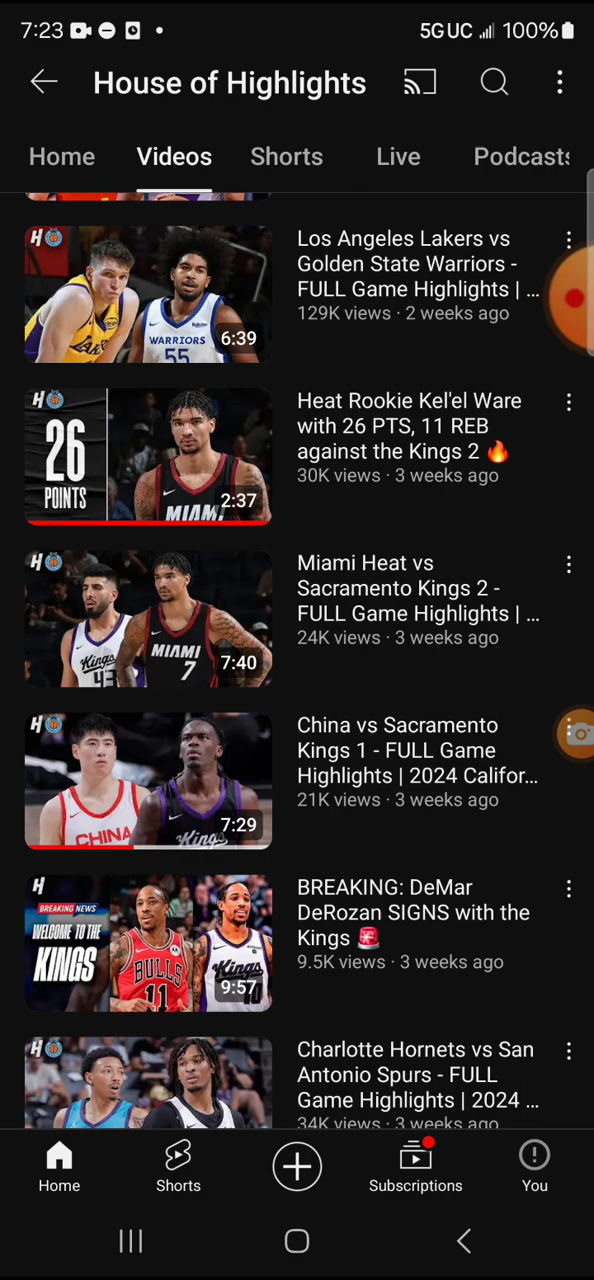 7:23
5G UC
100%
House of Highlights
Home
Videos
Shorts
Live
Podcasts
H
WARRIORS
55
6:39
Los Angeles Lakers vs
Golden State Warriors -
FULL Game Highlights | ...
129K views · 2 weeks ago
H
26
POINTS
MIAMI
2:37
Heat Rookie Kel'el Ware
with 26 PTS, 11 REB
against the Kings 2 🔥
30K views · 3 weeks ago
H
Kings
43
MIAMI
7
7:40
Miami Heat vs
Sacramento Kings 2 -
FULL Game Highlights | ...
24K views · 3 weeks ago
H
CHINA
Kings
7:29
China vs Sacramento
Kings 1 - FULL Game
Highlights | 2024 Califor...
21K views · 3 weeks ago
H
BREAKING NEWS
WELCOME TO THE
KINGS
BULLS
11
Kings
10
9:57
BREAKING: DeMar
DeRozan SIGNS with the
Kings 🚨
9.5K views · 3 weeks ago
H
Charlotte Hornets vs San
Antonio Spurs - FULL
Game Highlights | 2024 ...
34K views · 3 weeks ago
Home
Shorts
Subscriptions
You